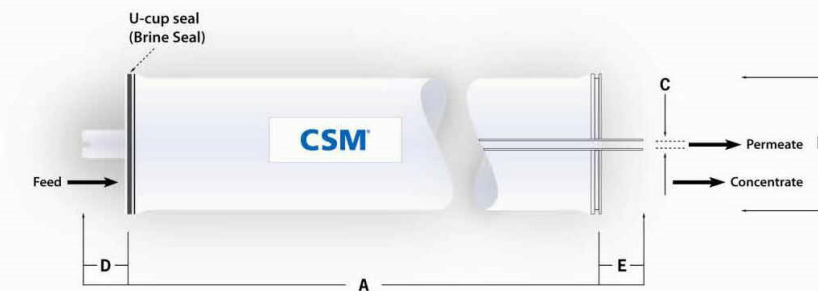 U-cup seal
(Brine Seal)
C
CSM
Permeate
Feed
Concentrate
D
E
A